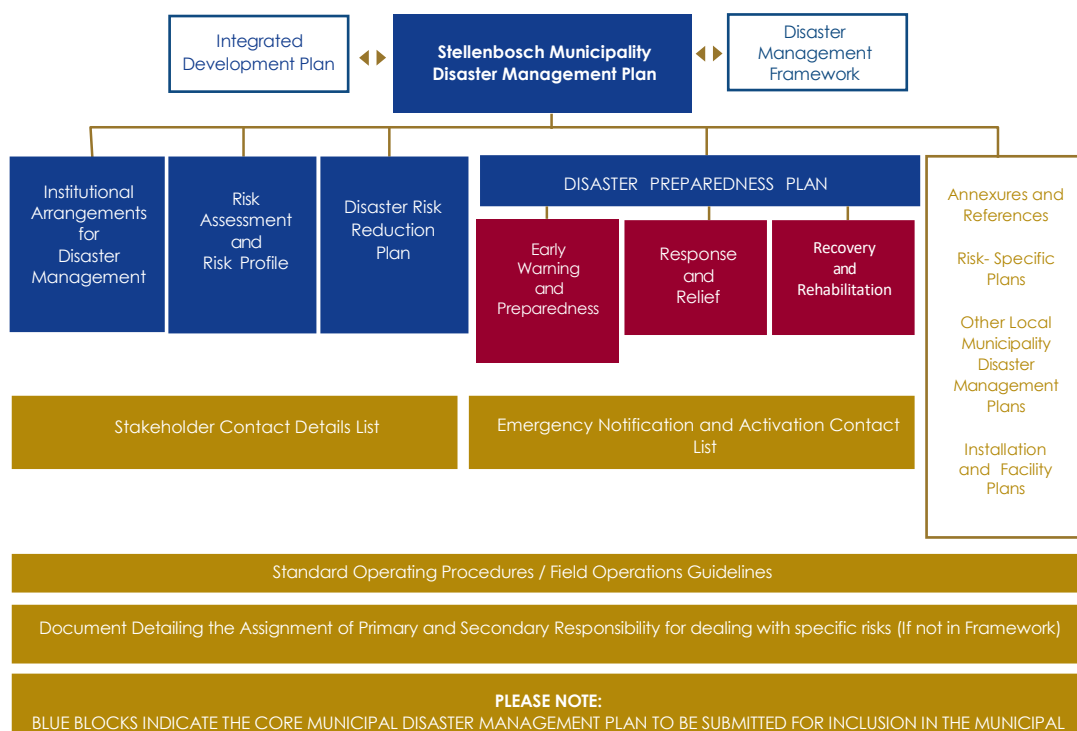 Integrated
Development Plan
Stellenbosch Municipality
Disaster Management Plan
Disaster
Management
Framework
Institutional
Arrangements
for
Disaster
Management
Risk
Assessment
and
Risk Profile
Disaster Risk
Reduction
Plan
DISASTER PREPAREDNESS PLAN
Early
Warning
and
Preparedness
Response
and
Relief
Recovery
and
Rehabilitation
Annexures and
References
Risk- Specific
Plans
Other Local
Municipality
Disaster
Management
Plans
Installation
and Facility
Plans
Stakeholder Contact Details List
Emergency Notification and Activation Contact
List
Standard Operating Procedures / Field Operations Guidelines
Document Detailing the Assignment of Primary and Secondary Responsibility for dealing with specific risks (If not in Framework)
PLEASE NOTE:
BLUE BLOCKS INDICATE THE CORE MUNICIPAL DISASTER MANAGEMENT PLAN TO BE SUBMITTED FOR INCLUSION IN THE MUNICIPAL